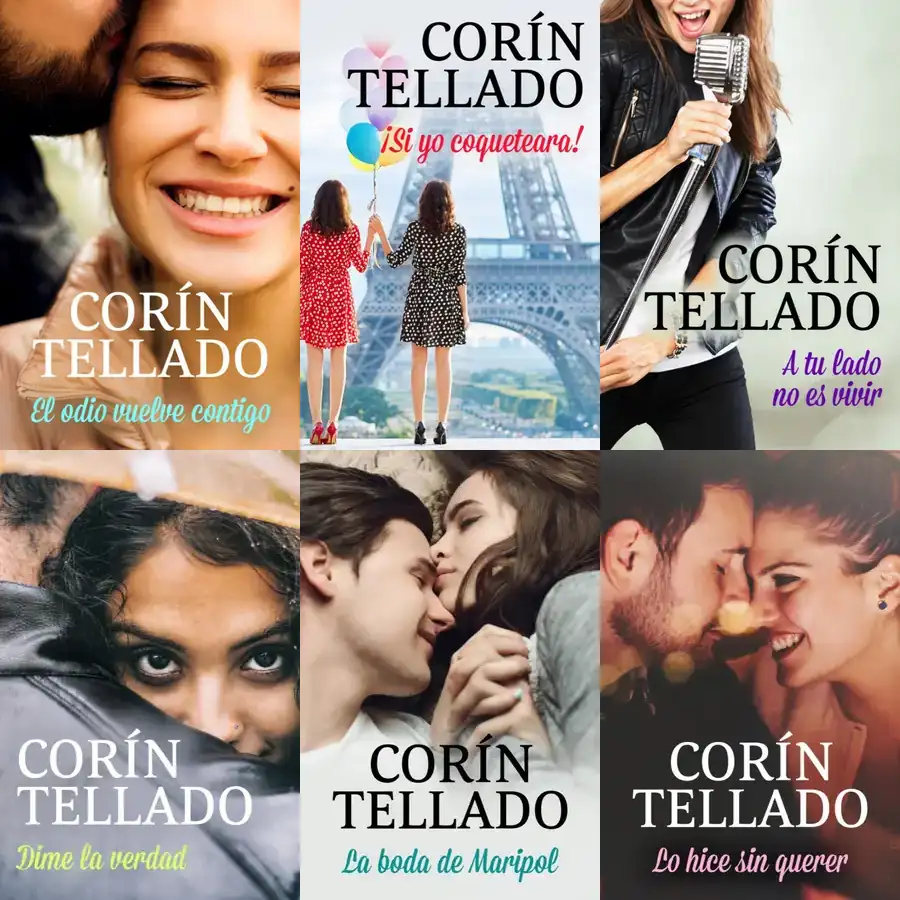 CORÍN
TELLADO
El odio vuelve contigo
CORÍN
TELLADO
¡Si yo coqueteara!
CORÍN
TELLADO
A tu lado
no es vivir
CORÍN
TELLADO
Dime la verdad
CORÍN
TELLADO
La boda de Maripol
CORÍN
TELLADO
Lo hice sin querer